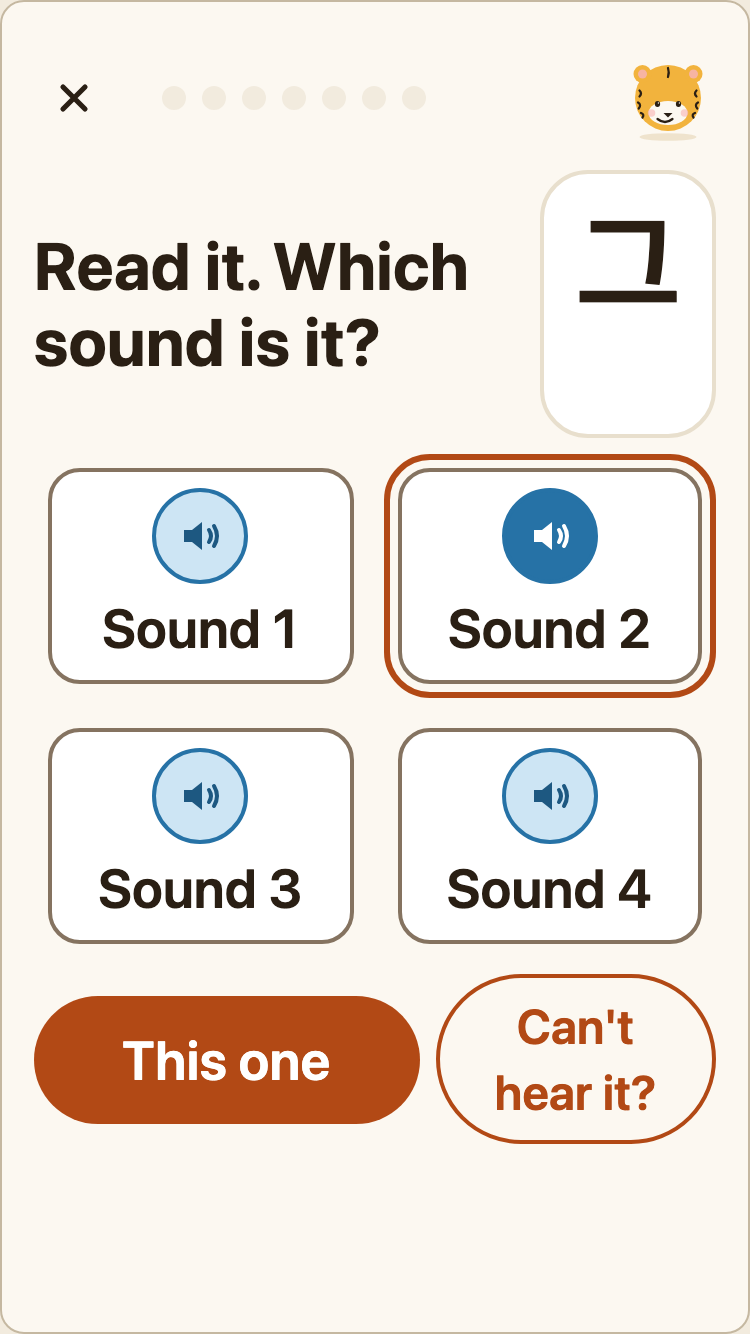 Read it. Which
sound is it?
그
Sound 1
Sound 2
Sound 3
Sound 4
This one
Can't
hear it?